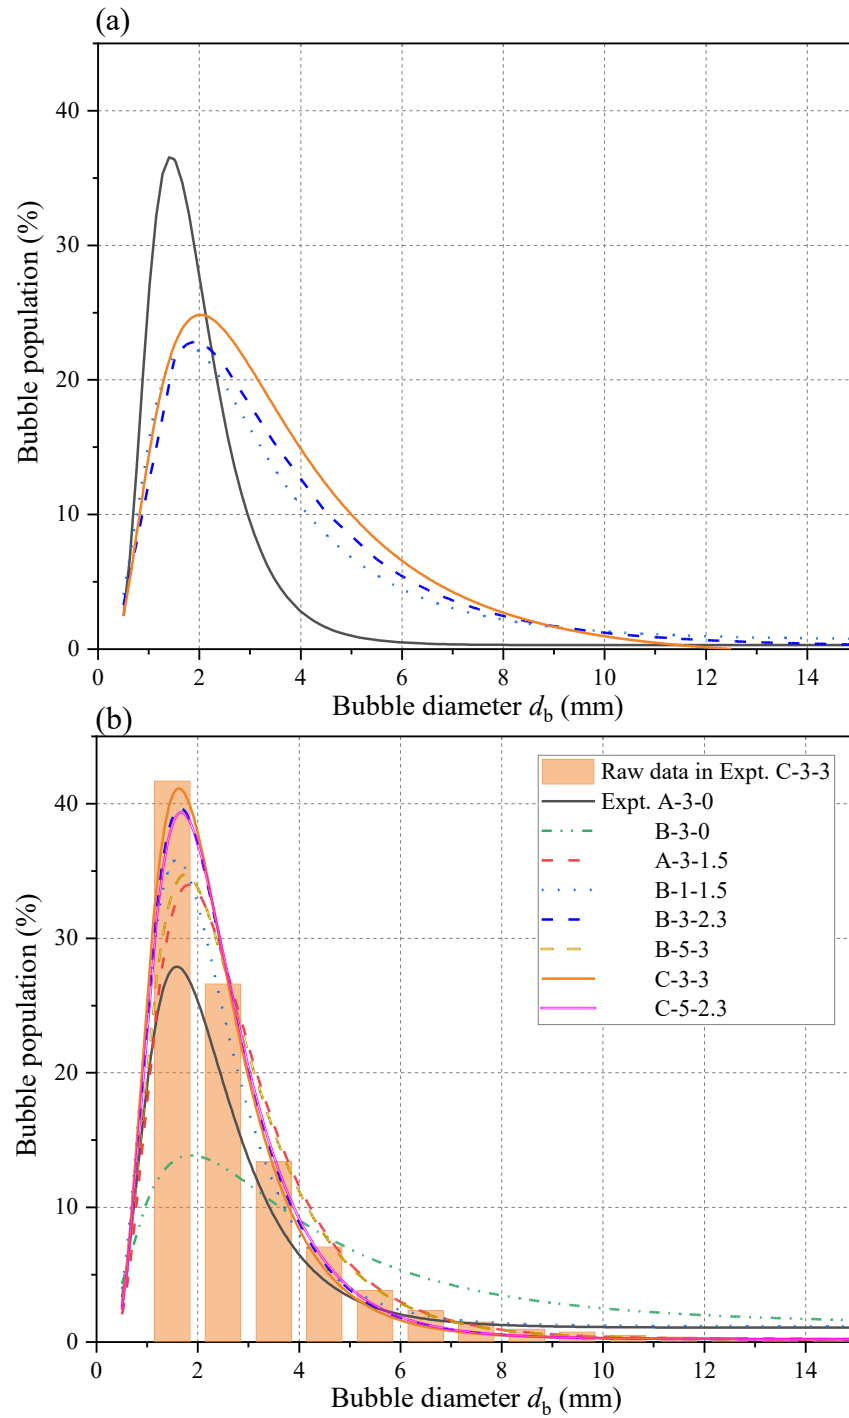 (a)
40
30
20
10
0
Bubble population (%)
0 2 4 6 8 10 12 14
Bubble diameter d_b (mm)
(b)
40
30
20
10
0
Bubble population (%)
Raw data in Expt. C-3-3
Expt. A-3-0
B-3-0
A-3-1.5
B-1-1.5
B-3-2.3
B-5-3
C-3-3
C-5-2.3
0 2 4 6 8 10 12 14
Bubble diameter d_b (mm)